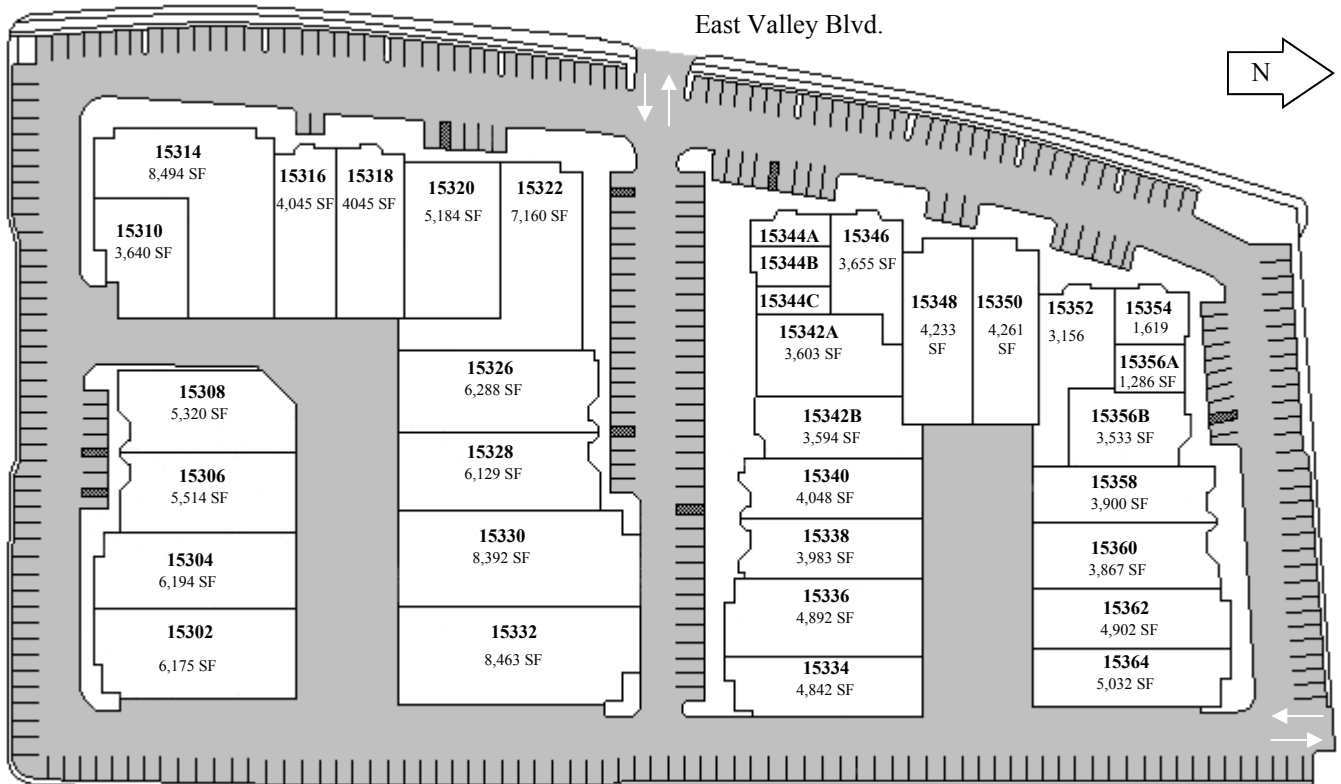 East Valley Blvd.
N
15314
8,494 SF
15310
3,640 SF
15316
4,045 SF
15318
4045 SF
15320
5,184 SF
15322
7,160 SF
15326
6,288 SF
15328
6,129 SF
15330
8,392 SF
15332
8,463 SF
15308
5,320 SF
15306
5,514 SF
15304
6,194 SF
15302
6,175 SF
15344A
15344B
15344C
15346
3,655 SF
15342A
3,603 SF
15342B
3,594 SF
15340
4,048 SF
15338
3,983 SF
15336
4,892 SF
15334
4,842 SF
15348
4,233
SF
15350
4,261
SF
15352
3,156
15354
1,619
15356A
1,286 SF
15356B
3,533 SF
15358
3,900 SF
15360
3,867 SF
15362
4,902 SF
15364
5,032 SF